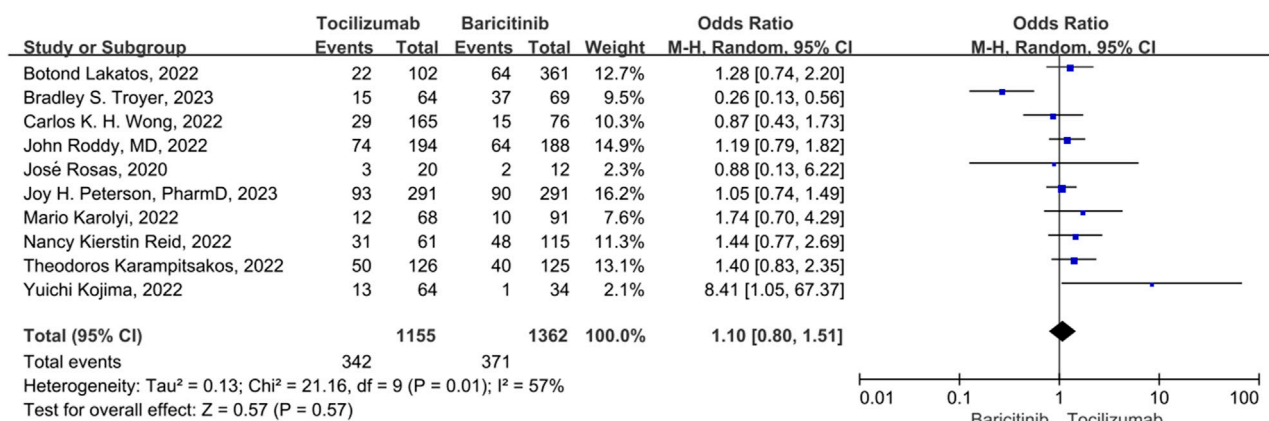 Tocilizumab Baricitinib Odds Ratio Odds Ratio
Study or Subgroup Events Total Events Total Weight M-H, Random, 95% CI M-H, Random, 95% CI
Botond Lakatos, 2022 22 102 64 361 12.7% 1.28 [0.74, 2.20]
Bradley S. Troyer, 2023 15 64 37 69 9.5% 0.26 [0.13, 0.56]
Carlos K. H. Wong, 2022 29 165 15 76 10.3% 0.87 [0.43, 1.73]
John Roddy, MD, 2022 74 194 64 188 14.9% 1.19 [0.79, 1.82]
José Rosas, 2020 3 20 2 12 2.3% 0.88 [0.13, 6.22]
Joy H. Peterson, PharmD, 2023 93 291 90 291 16.2% 1.05 [0.74, 1.49]
Mario Karolyi, 2022 12 68 10 91 7.6% 1.74 [0.70, 4.29]
Nancy Kierstin Reid, 2022 31 61 48 115 11.3% 1.44 [0.77, 2.69]
Theodoros Karampitsakos, 2022 50 126 40 125 13.1% 1.40 [0.83, 2.35]
Yuichi Kojima, 2022 13 64 1 34 2.1% 8.41 [1.05, 67.37]
Total (95% CI) 1155 1362 100.0% 1.10 [0.80, 1.51]
Total events 342 371
Heterogeneity: Tau² = 0.13; Chi² = 21.16, df = 9 (P = 0.01); I² = 57%
Test for overall effect: Z = 0.57 (P = 0.57)
0.01 0.1 1 10 100
Baricitinib Tocilizumab